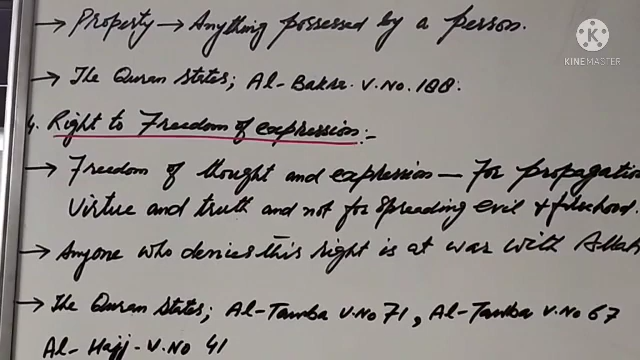 → Property → Anything possessed by a person.
KINEMASTER
→ The Quran states; Al-Bakra. V.No. 188.
4. Right to Freedom of expression:-
→ Freedom of thought and expression — For propagation
virtue and truth and not for spreading evil + falsehood.
→ Anyone who denies this right is at war with Allah
→ The Quran states; Al-Tauba V.No 71, Al-Tauba V.No 67
Al-Hajj-V.No 41